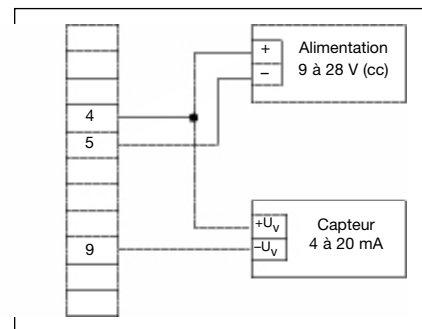 + Alimentation
– 9 à 28 V (cc)
4
5
+Uv Capteur
–Uv 4 à 20 mA
9